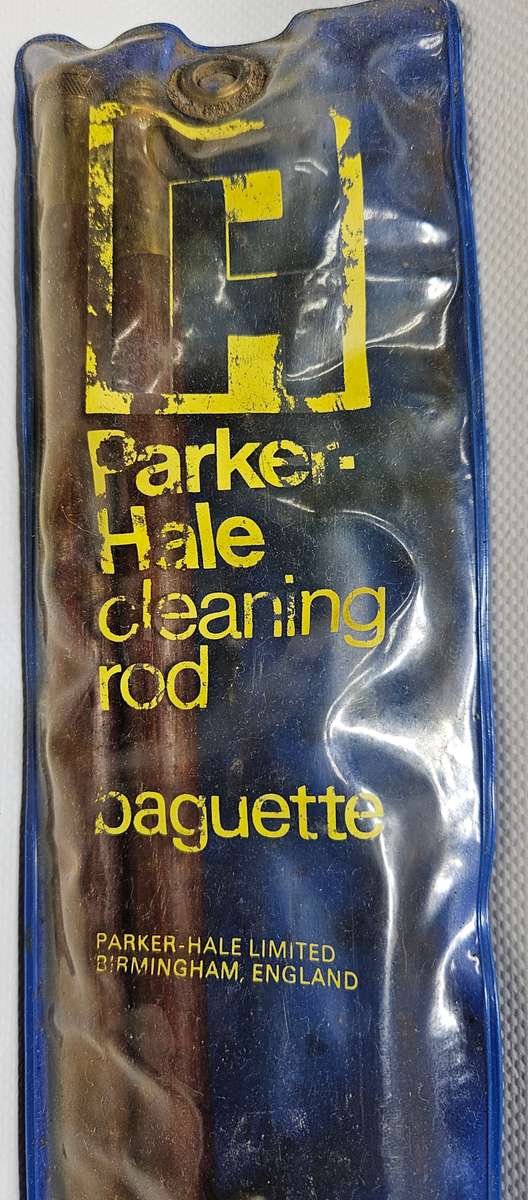 Parker-
Hale
cleaning
rod
baguette
PARKER-HALE LIMITED
BIRMINGHAM, ENGLAND